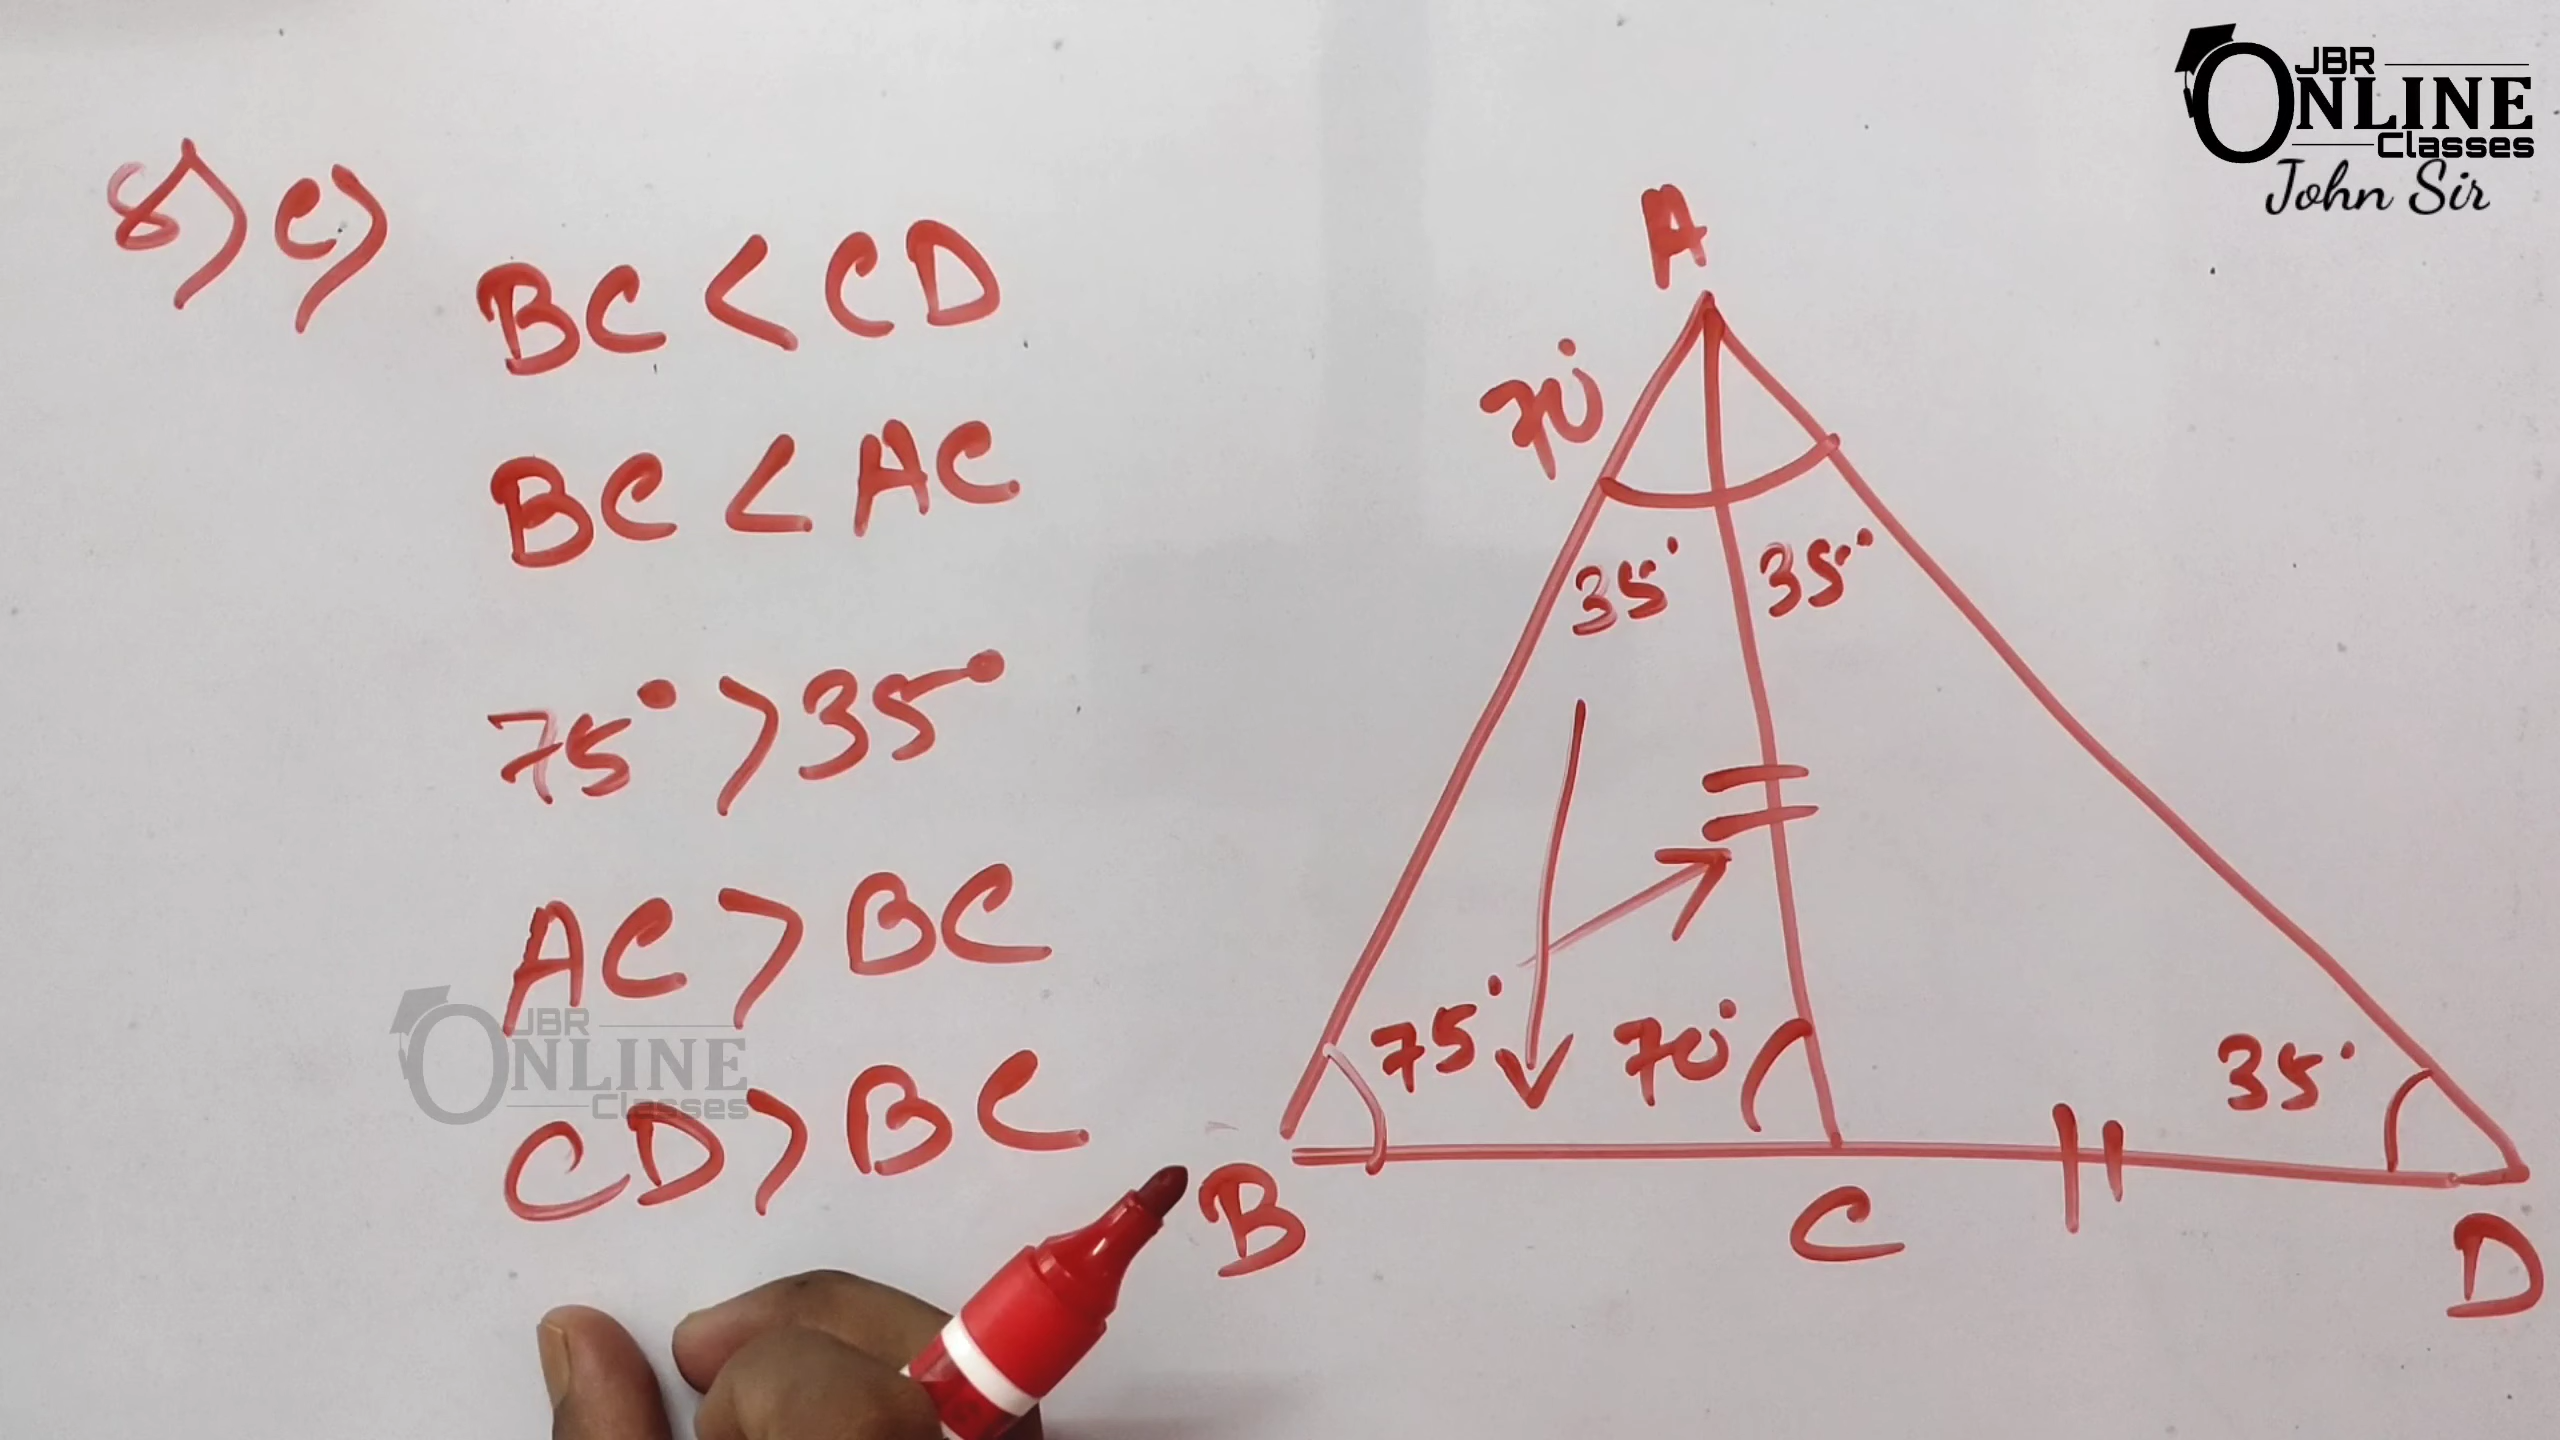 JBR
ONLINE
Classes
John Sir
8) c)
BC < CD
BC < AC
75° > 35°
AC > BC
CD > BC
A
70°
35° 35°
75° 70° 35°
B C D
JBR
ONLINE
Classes